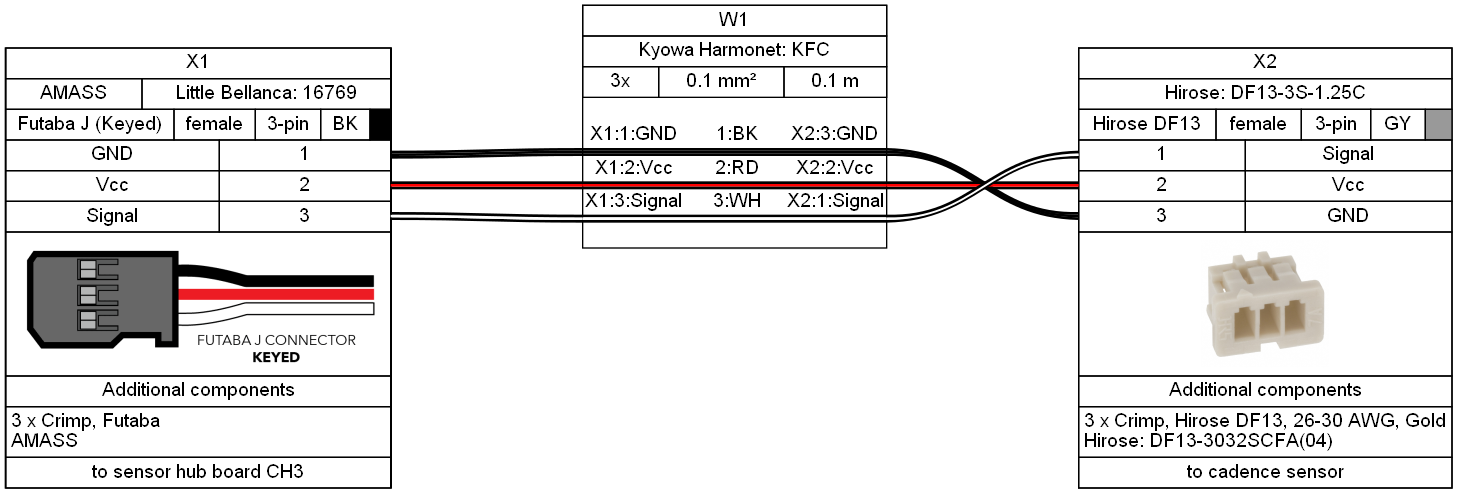 X1
AMASS Little Bellanca: 16769
Futaba J (Keyed) female 3-pin BK
GND 1
Vcc 2
Signal 3
FUTABA J CONNECTOR
KEYED
Additional components
3 x Crimp, Futaba
AMASS
to sensor hub board CH3
W1
Kyowa Harmonet: KFC
3x 0.1 mm² 0.1 m
X1:1:GND 1:BK X2:3:GND
X1:2:Vcc 2:RD X2:2:Vcc
X1:3:Signal 3:WH X2:1:Signal
X2
Hirose: DF13-3S-1.25C
Hirose DF13 female 3-pin GY
1 Signal
2 Vcc
3 GND
Additional components
3 x Crimp, Hirose DF13, 26-30 AWG, Gold
Hirose: DF13-3032SCFA(04)
to cadence sensor